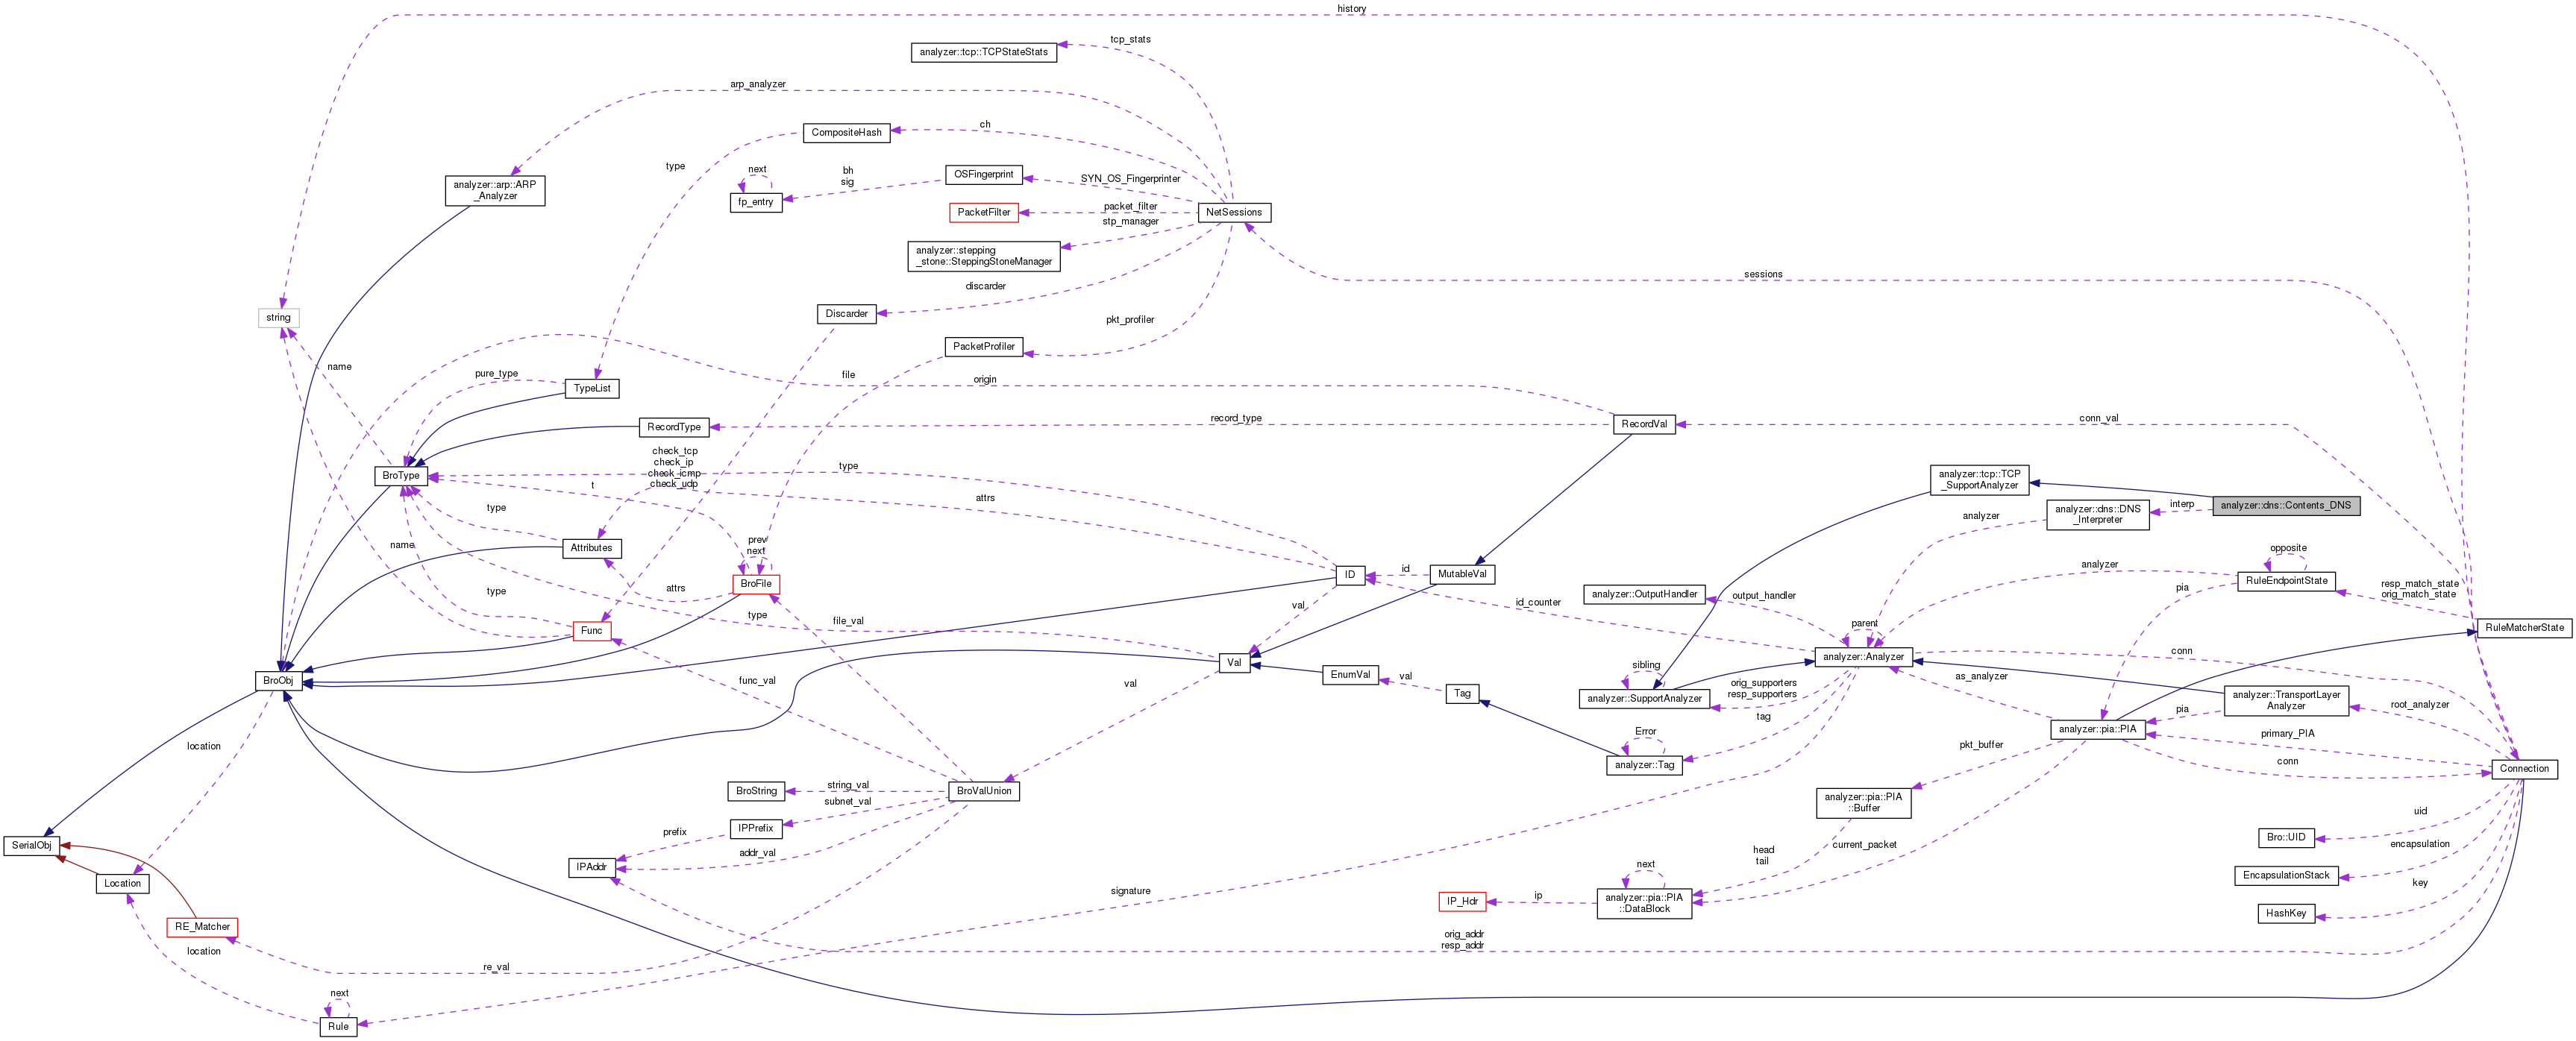 history
tcp_stats
analyzer::tcp::TCPStateStats
arp_analyzer
ch
CompositeHash
type
next
bh
sig
OSFingerprint
SYN_OS_Fingerprinter
analyzer::arp::ARP
_Analyzer
fp_entry
PacketFilter
packet_filter
NetSessions
stp_manager
analyzer::stepping
_stone::SteppingStoneManager
sessions
discarder
string
Discarder
pkt_profiler
PacketProfiler
name
pure_type
TypeList
file
origin
record_type
conn_val
RecordType
RecordVal
check_tcp
check_ip
check_icmp
check_udp
BroType
type
t
attrs
analyzer::tcp::TCP
_SupportAnalyzer
interp
analyzer::dns::Contents_DNS
analyzer::dns::DNS
_Interpreter
analyzer
type
name
Attributes
prev
next
BroFile
opposite
analyzer
RuleEndpointState
resp_match_state
orig_match_state
pia
ID
id
MutableVal
attrs
type
type
analyzer::OutputHandler
output_handler
id_counter
val
file_val
Func
parent
RuleMatcherState
BroObj
Val
EnumVal
val
Tag
sibling
analyzer::SupportAnalyzer
orig_supporters
resp_supporters
analyzer::Analyzer
conn
as_analyzer
analyzer::TransportLayer
Analyzer
pia
root_analyzer
func_val
val
tag
analyzer::pia::PIA
primary_PIA
location
Error
analyzer::Tag
pkt_buffer
conn
Connection
BroString
string_val
BroValUnion
subnet_val
analyzer::pia::PIA
::Buffer
uid
IPPrefix
prefix
addr_val
Bro::UID
SerialObj
encapsulation
current_packet
head
tail
IPAddr
Location
next
EncapsulationStack
signature
key
IP_Hdr
ip
analyzer::pia::PIA
::DataBlock
HashKey
RE_Matcher
orig_addr
resp_addr
location
re_val
next
Rule